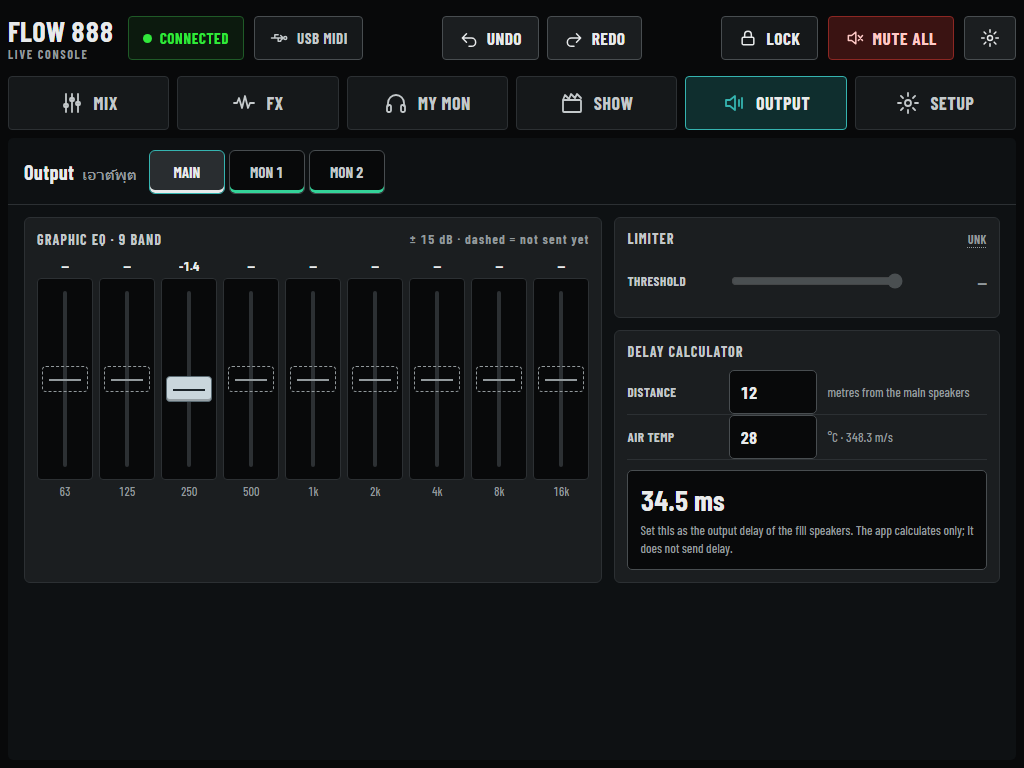 FLOW 888
LIVE CONSOLE
CONNECTED
USB MIDI
UNDO
REDO
LOCK
MUTE ALL
MIX
FX
MY MON
SHOW
OUTPUT
SETUP
Output เอาต์พุต
MAIN
MON 1
MON 2
GRAPHIC EQ · 9 BAND
± 15 dB · dashed = not sent yet
– – -1.4 – – – – – –
63 125 250 500 1k 2k 4k 8k 16k
LIMITER
UNK
THRESHOLD
–
DELAY CALCULATOR
DISTANCE 12 metres from the main speakers
AIR TEMP 28 °C · 348.3 m/s
34.5 ms
Set this as the output delay of the fill speakers. The app calculates only; it
does not send delay.